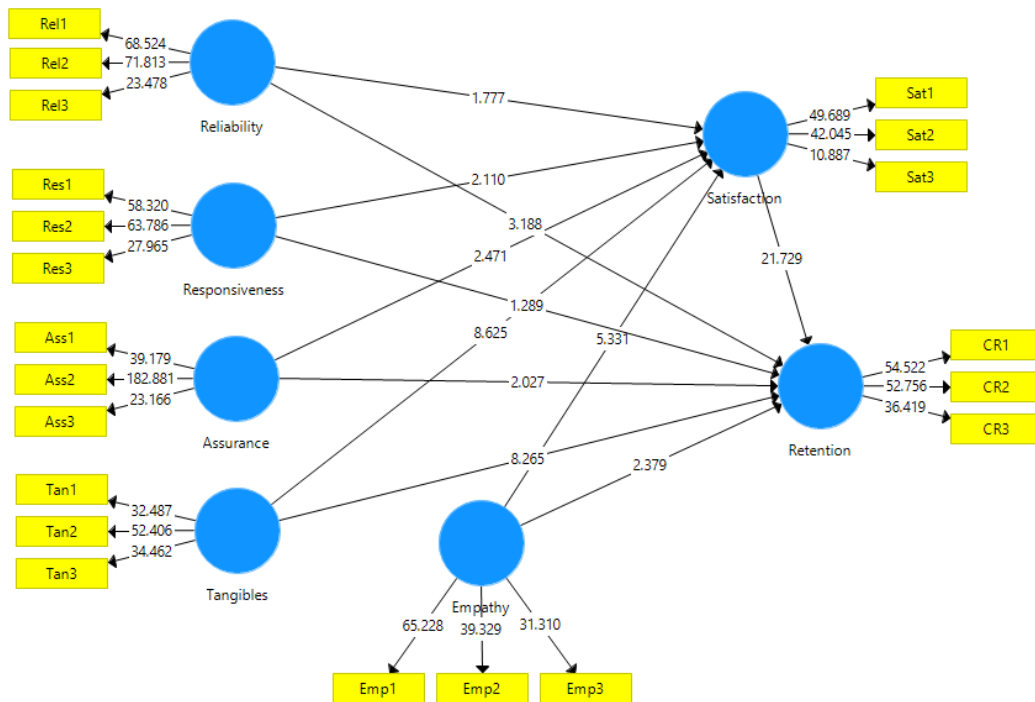 Rel1
68.524
Rel2
71.813
Rel3
23.478
Reliability
1.777
Sat1
49.689
Sat2
42.045
Sat3
10.887
Satisfaction
Res1
58.320
Res2
63.786
Res3
27.965
Responsiveness
2.110
3.188
2.471
21.729
1.289
8.625
5.331
Ass1
39.179
Ass2
182.881
Ass3
23.166
Assurance
2.027
CR1
54.522
CR2
52.756
CR3
36.419
Retention
Tan1
32.487
Tan2
52.406
Tan3
34.462
Tangibles
8.265
2.379
Empathy
65.228
39.329
31.310
Emp1
Emp2
Emp3